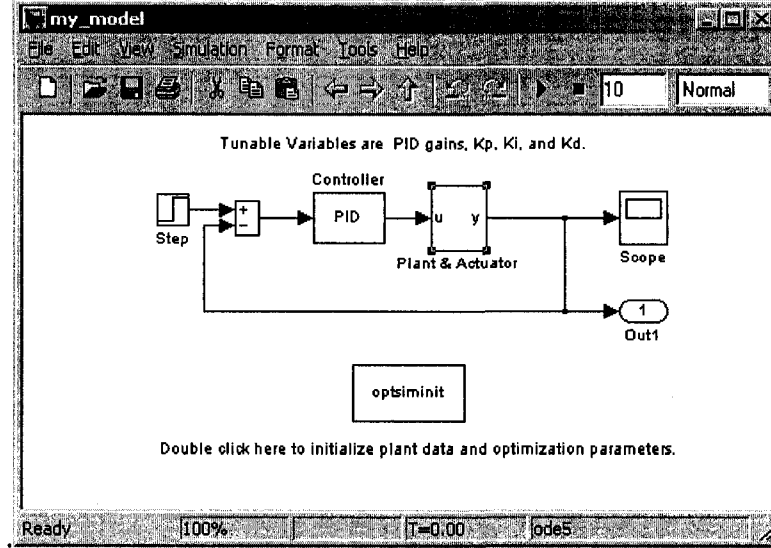 my_model
File Edit View Simulation Format Tools Help
10 Normal
Tunable Variables are PID gains, Kp, Ki, and Kd.
Controller
+
−
PID
u y
Step
Plant & Actuator
Scope
1
Out1
optsiminit
Double click here to initialize plant data and optimization parameters.
Ready 100% T=0.00 ode5